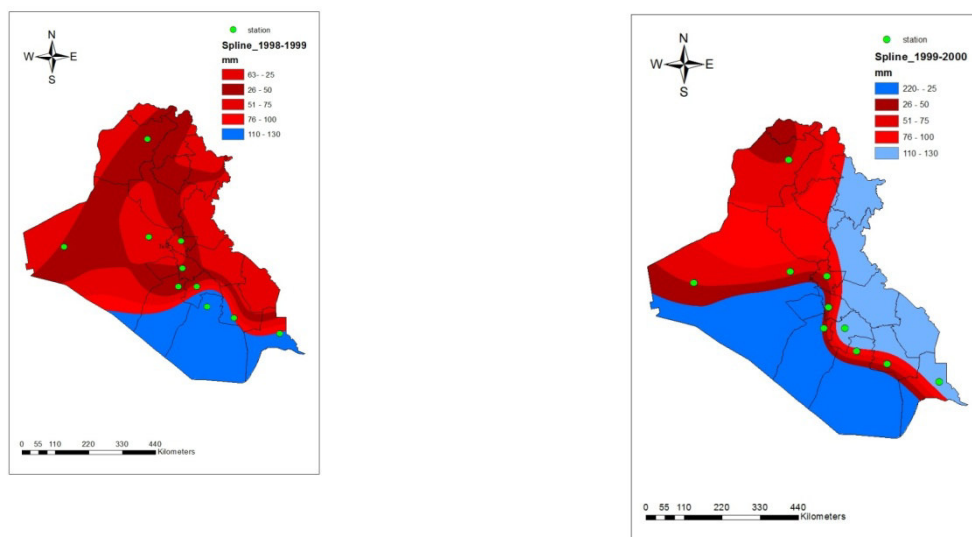 N
W E
S
station
Spline_1998-1999
mm
63- - 25
26 - 50
51 - 75
76 - 100
110 - 130
0 55 110 220 330 440
Kilometers
N
W E
S
station
Spline_1999-2000
mm
220- - 25
26 - 50
51 - 75
76 - 100
110 - 130
0 55 110 220 330 440
Kilometers